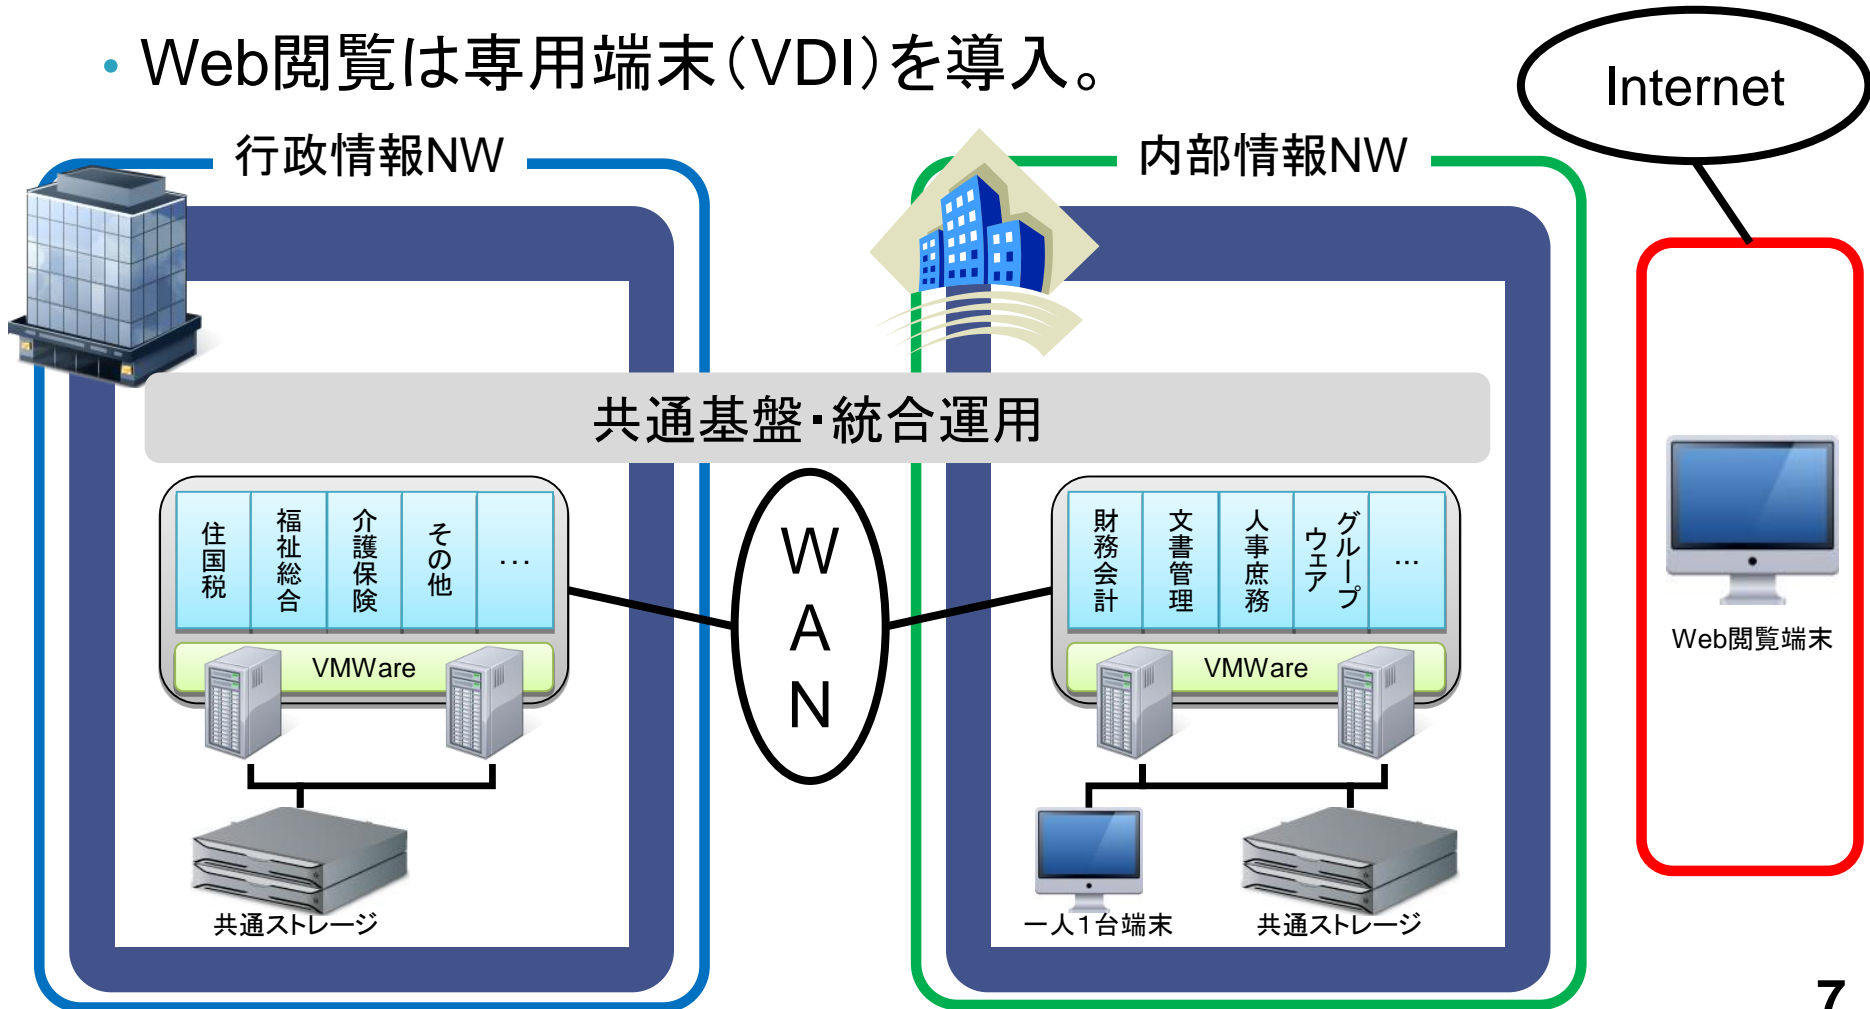 ・Web閲覧は専用端末（VDI）を導入。
Internet
行政情報NW
内部情報NW
共通基盤・統合運用
住国税
福祉総合
介護保険
その他
…
VMWare
共通ストレージ
WAN
財務会計
文書管理
人事庶務
グループ
ウェア
…
VMWare
一人１台端末
共通ストレージ
Web閲覧端末
7